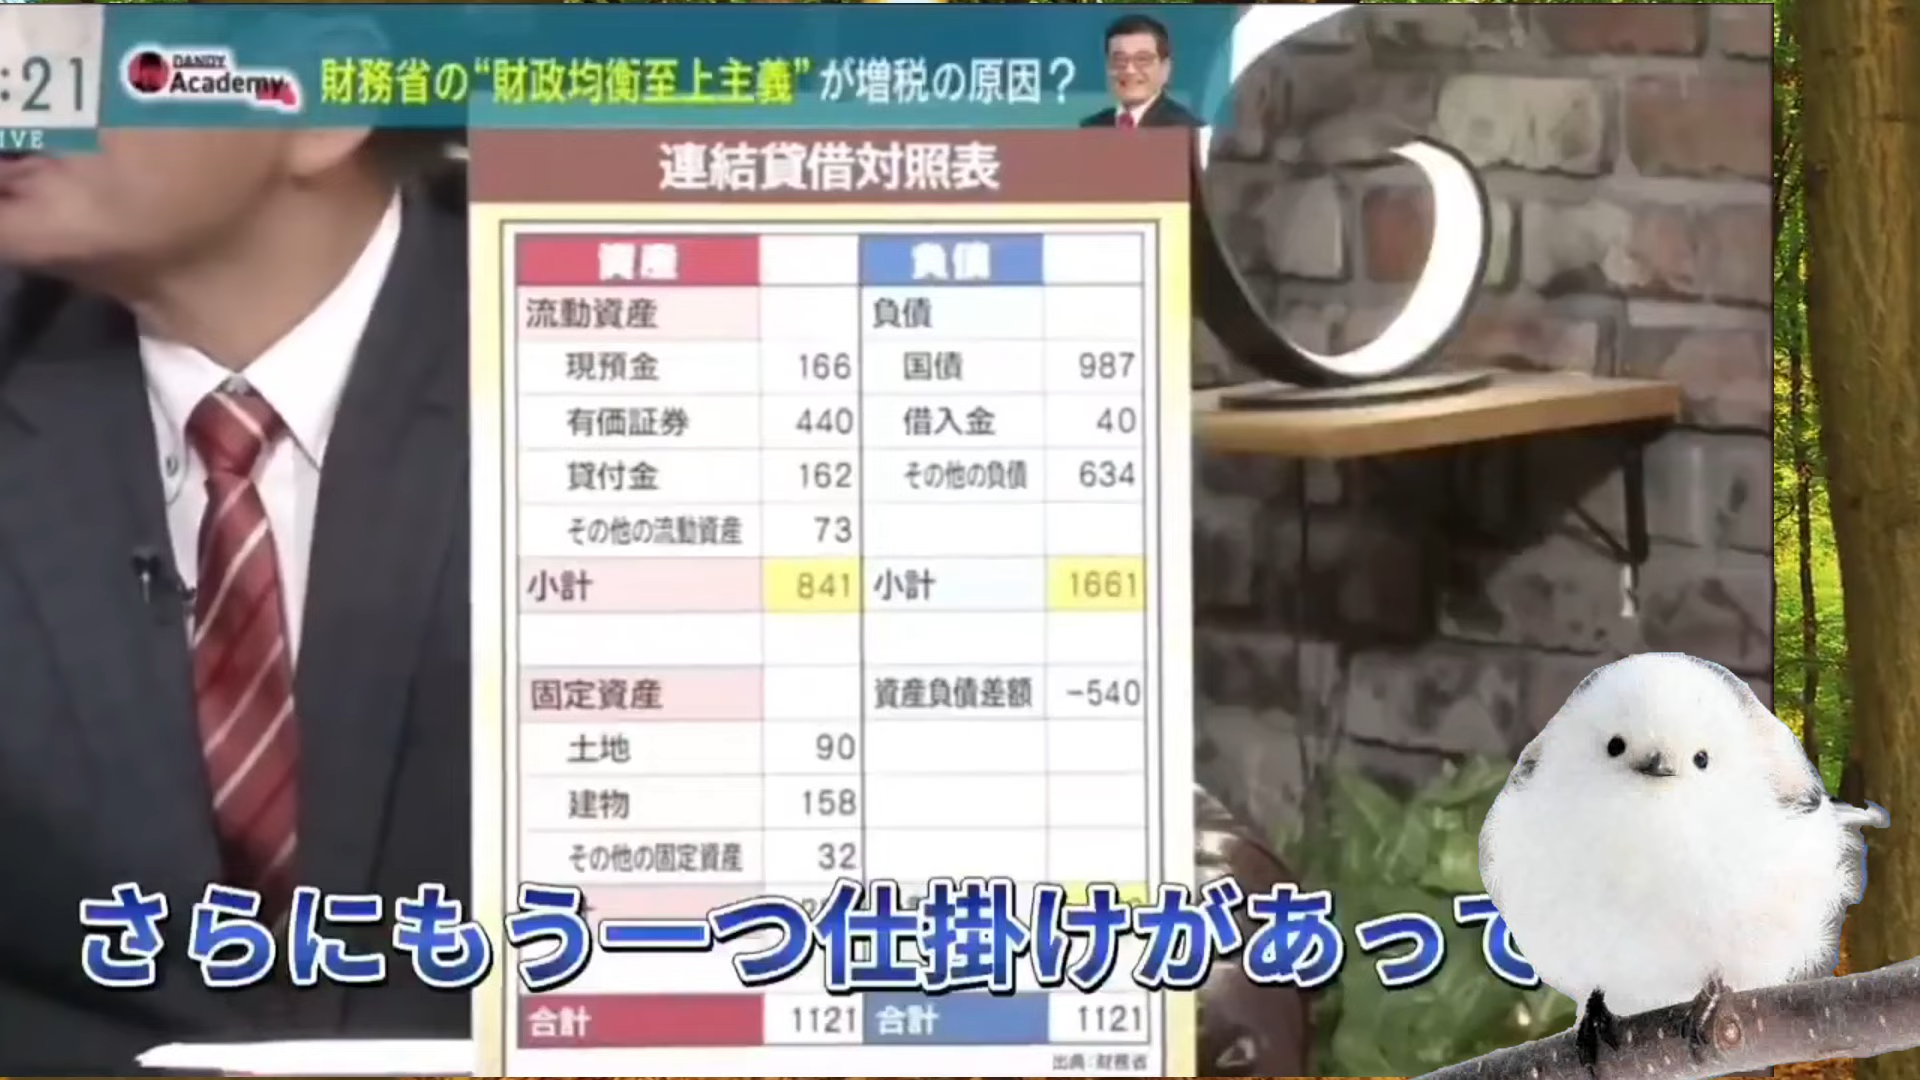 :21
IVE
DANDY
Academy
財務省の“財政均衡至上主義”が増税の原因？
連結貸借対照表
資産 負債
流動資産 負債
現預金 166 国債 987
有価証券 440 借入金 40
貸付金 162 その他の負債 634
その他の流動資産 73
小計 841 小計 1661
固定資産 資産負債差額 -540
土地 90
建物 158
その他の固定資産 32
さらにもう一つ仕掛けがあって
合計 1121 合計 1121
出典：財務省